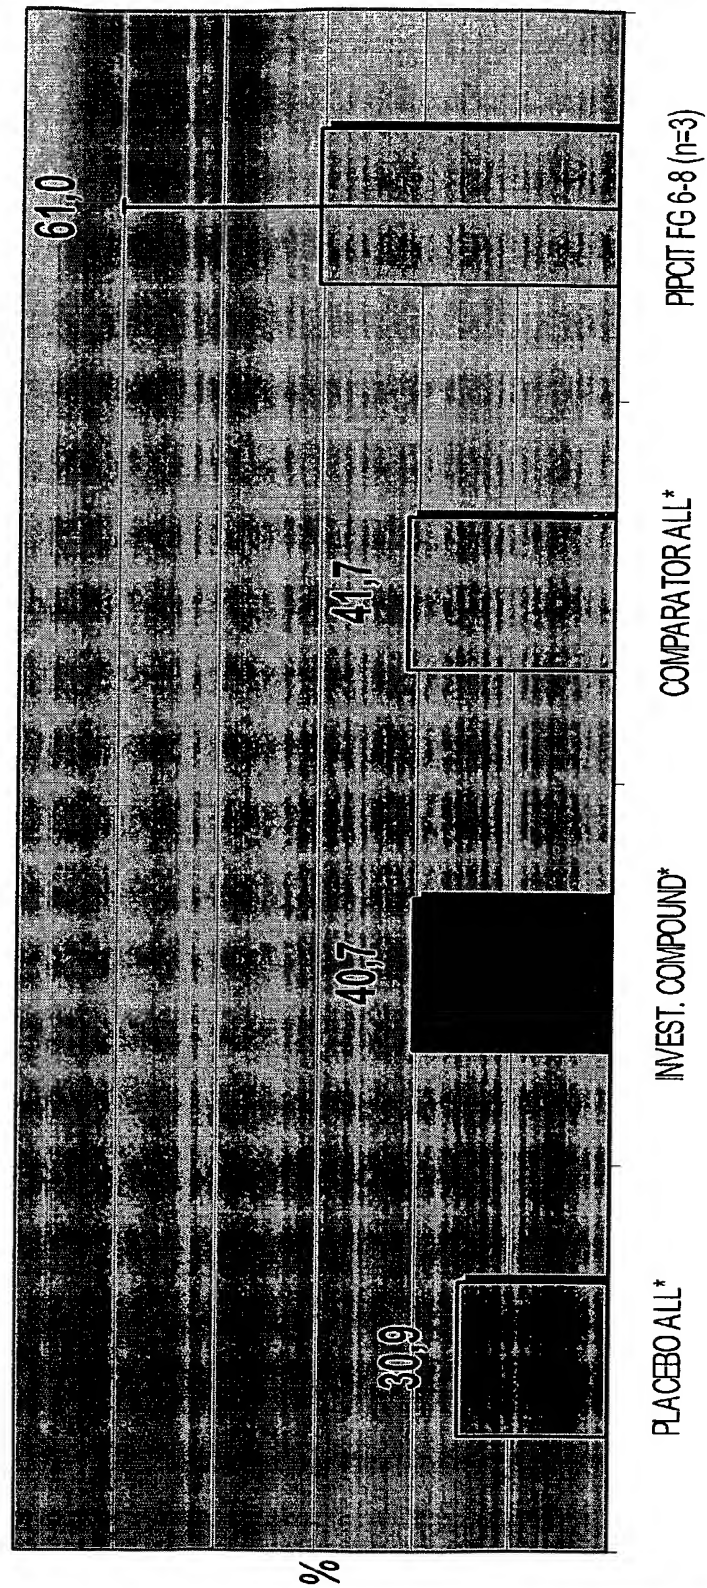 %
30,9
40,7
41,7
61,0
PLACEBO ALL*
INVEST. COMPOUND*
COMPARATOR ALL*
PIPCIT FG 6-8 (n=3)